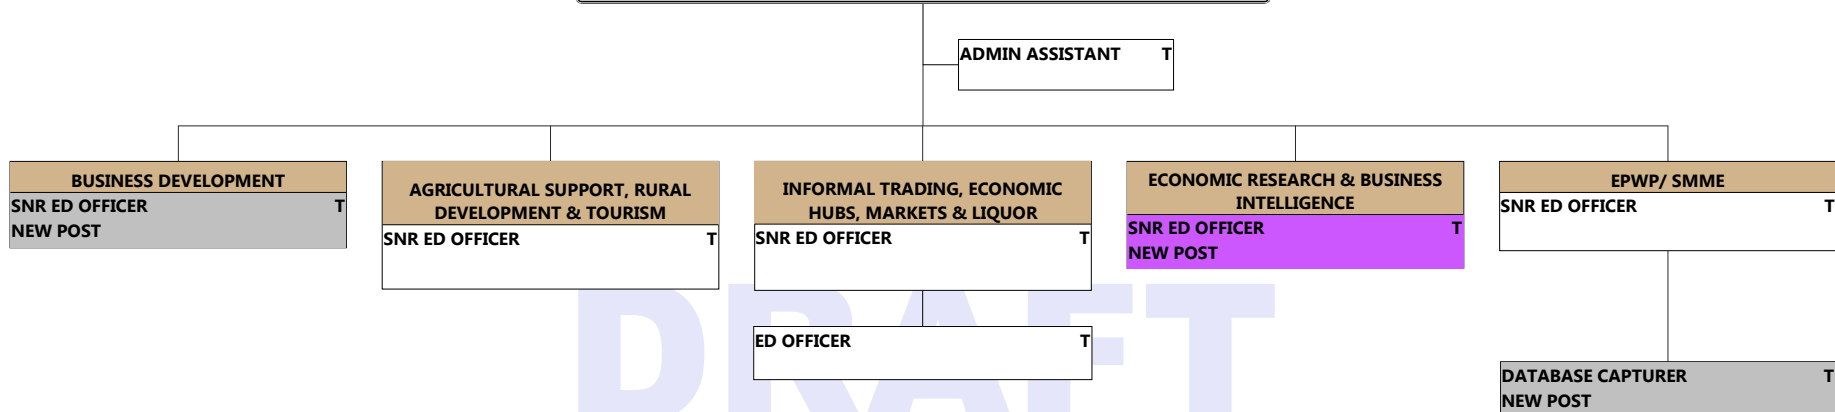 ADMIN ASSISTANT T
BUSINESS DEVELOPMENT
SNR ED OFFICER T
NEW POST
AGRICULTURAL SUPPORT, RURAL
DEVELOPMENT & TOURISM
SNR ED OFFICER T
INFORMAL TRADING, ECONOMIC
HUBS, MARKETS & LIQUOR
SNR ED OFFICER T
ED OFFICER T
ECONOMIC RESEARCH & BUSINESS
INTELLIGENCE
SNR ED OFFICER T
NEW POST
EPWP/ SMME
SNR ED OFFICER T
DATABASE CAPTURER T
NEW POST
DRAFT